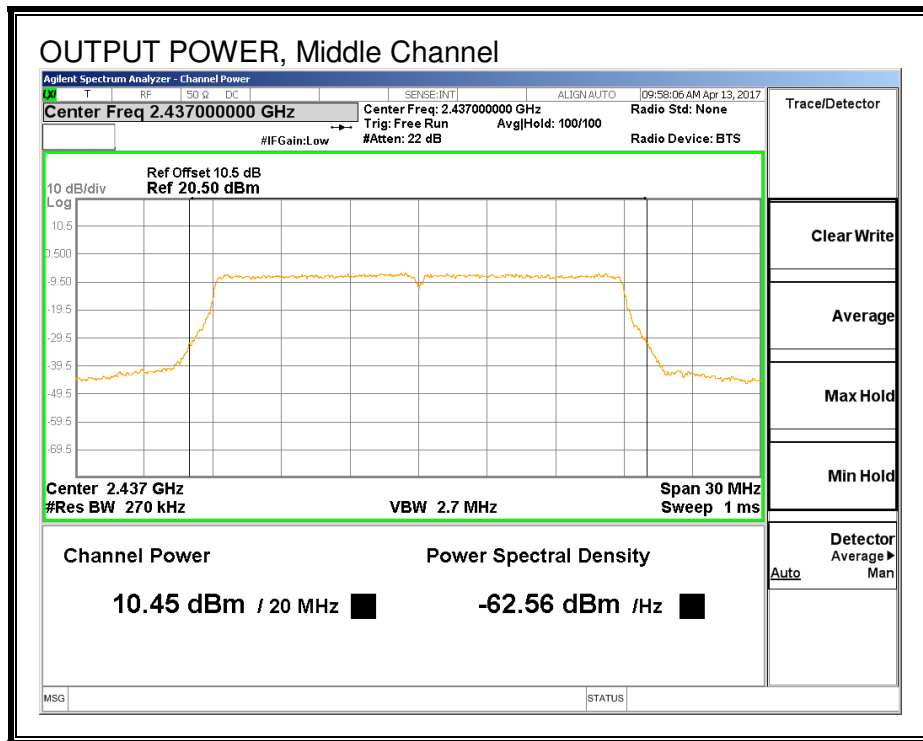 OUTPUT POWER, Middle Channel
Agilent Spectrum Analyzer - Channel Power
LXI T RF 50 Ω DC SENSE:INT ALIGN AUTO 09:58:06 AM Apr 13, 2017
Center Freq 2.437000000 GHz
Center Freq: 2.437000000 GHz
Radio Std: None
Trig: Free Run Avg|Hold: 100/100
#IFGain:Low
#Atten: 22 dB
Radio Device: BTS
Trace/Detector
Ref Offset 10.5 dB
10 dB/div Ref 20.50 dBm
Log
10.5
0.500
-9.50
-19.5
-29.5
-39.5
-49.5
-59.5
-69.5
Center 2.437 GHz
Span 30 MHz
#Res BW 270 kHz
VBW 2.7 MHz
Sweep 1 ms
Channel Power
Power Spectral Density
10.45 dBm / 20 MHz
-62.56 dBm /Hz
Clear Write
Average
Max Hold
Min Hold
Detector
Average
Auto Man
MSG
STATUS